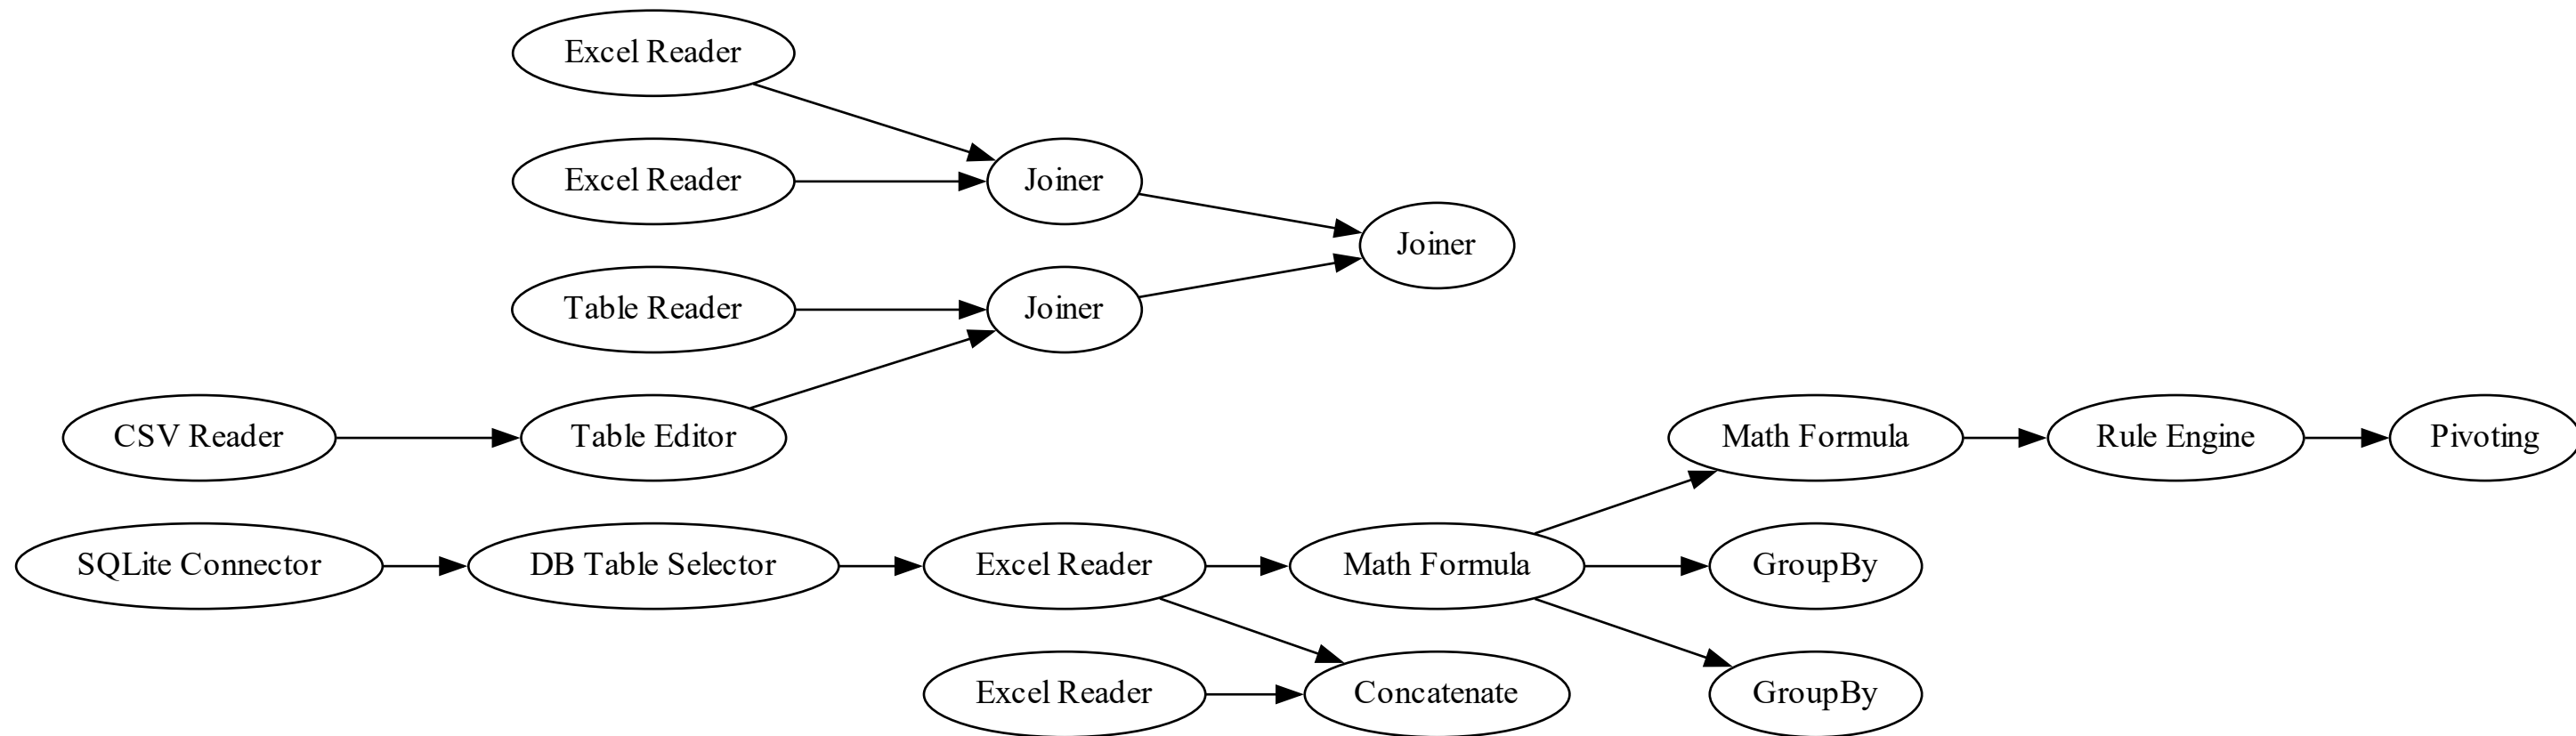 Excel Reader
Excel Reader
Joiner
Joiner
Table Reader
Joiner
CSV Reader
Table Editor
Math Formula
Rule Engine
Pivoting
SQLite Connector
DB Table Selector
Excel Reader
Math Formula
GroupBy
Excel Reader
Concatenate
GroupBy